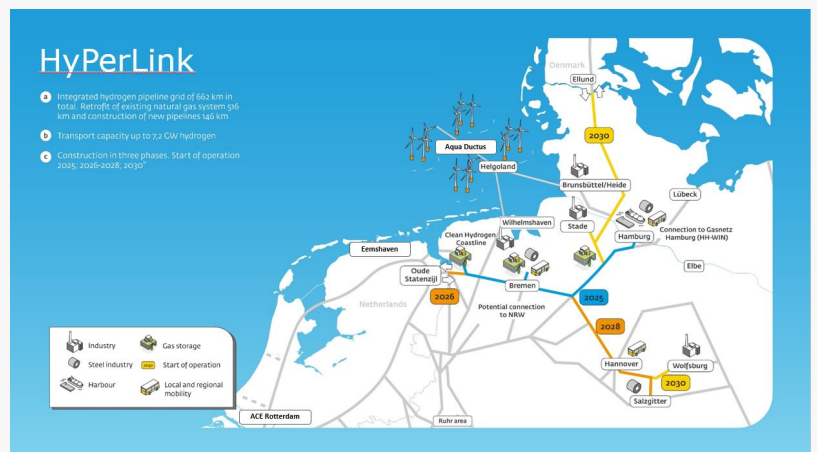 HyPerLink
a Integrated hydrogen pipeline grid of 662 km in
total. Retrofit of existing natural gas system 516
km and construction of new pipelines 146 km
b Transport capacity up to 7,2 GW hydrogen
c Construction in three phases. Start of operation
2025; 2026-2028; 2030"
Denmark
Ellund
2030
Aqua Ductus
Helgoland
Brunsbüttel/Heide
Lübeck
Wilhelmshaven
Stade
Hamburg
Connection to Gasnetz
Hamburg (HH-WIN)
Clean Hydrogen
Coastline
Eemshaven
Elbe
Oude
Statenzijl
Bremen
2026
2025
Netherlands
Potential connection
to NRW
2028
Hannover
Wolfsburg
2030
Salzgitter
Industry
Gas storage
Steel industry
2030 Start of operation
Harbour
Local and regional
mobility
ACE Rotterdam
Ruhr area